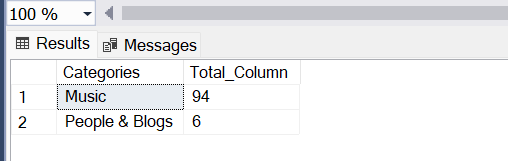 100 %
Results Messages
Categories Total_Column
1 Music 94
2 People & Blogs 6